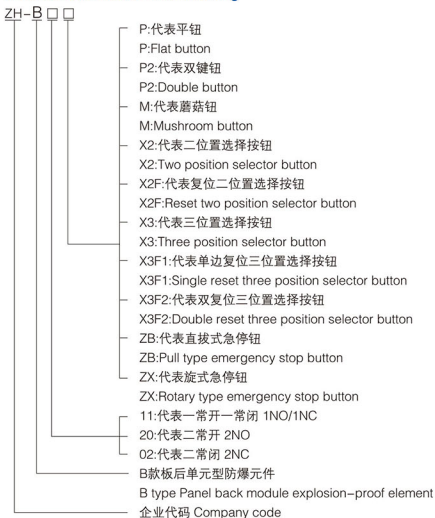 ZH-B□□
P:代表平钮
P:Flat button
P2:代表双键钮
P2:Double button
M:代表蘑菇钮
M:Mushroom button
X2:代表二位置选择按钮
X2:Two position selector button
X2F:代表复位二位置选择按钮
X2F:Reset two position selector button
X3:代表三位置选择按钮
X3:Three position selector button
X3F1:代表单边复位三位置选择按钮
X3F1:Single reset three position selector button
X3F2:代表双复位三位置选择按钮
X3F2:Double reset three position selector button
ZB:代表直拔式急停钮
ZB:Pull type emergency stop button
ZX:代表旋式急停钮
ZX:Rotary type emergency stop button
11:代表一常开一常闭 1NO/1NC
20:代表二常开 2NO
02:代表二常闭 2NC
B款板后单元型防爆元件
B type Panel back module explosion-proof element
企业代码 Company code